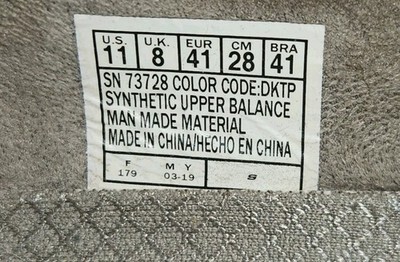 U.S. U.K. EUR CM BRA
11 8 41 28 41
SN 73728 COLOR CODE:DKTP
SYNTHETIC UPPER BALANCE
MAN MADE MATERIAL
MADE IN CHINA/HECHO EN CHINA
F M Y
179 03-19 S